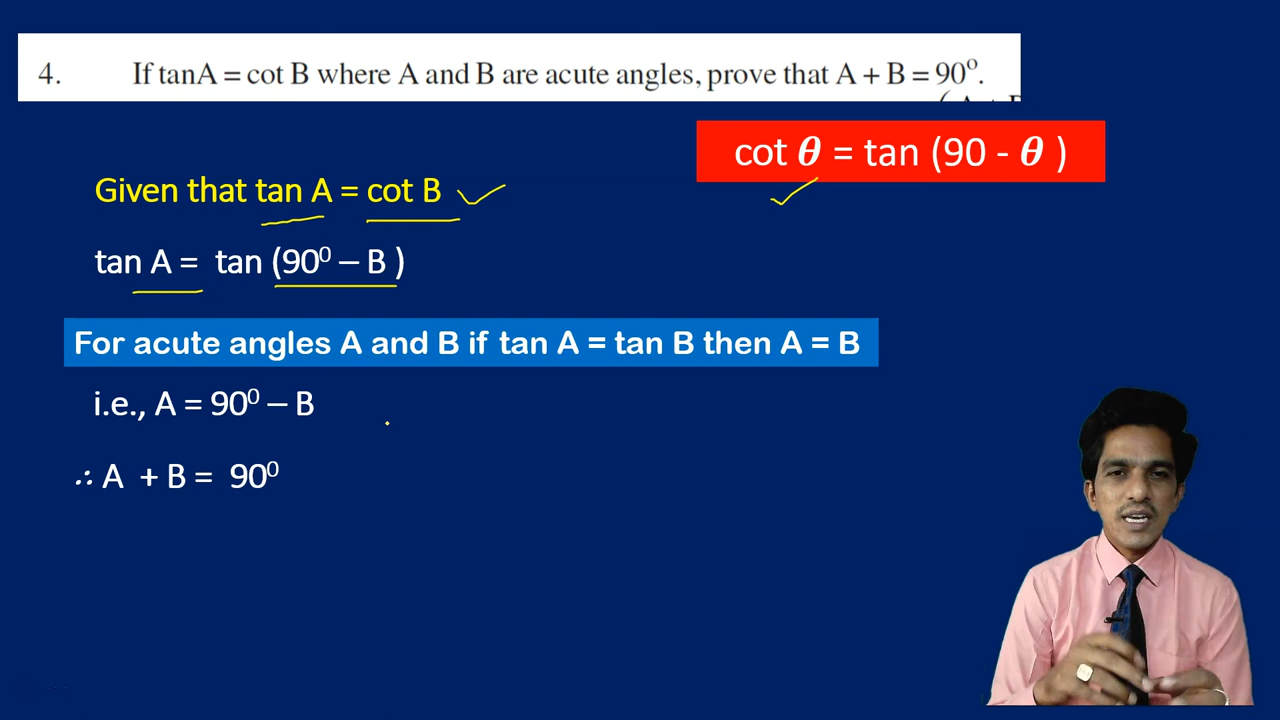 4. If tanA = cot B where A and B are acute angles, prove that A + B = 90°.
cot θ = tan (90 - θ )
Given that tan A = cot B
tan A = tan (90⁰ – B )
For acute angles A and B if tan A = tan B then A = B
i.e., A = 90⁰ – B
∴ A + B = 90⁰